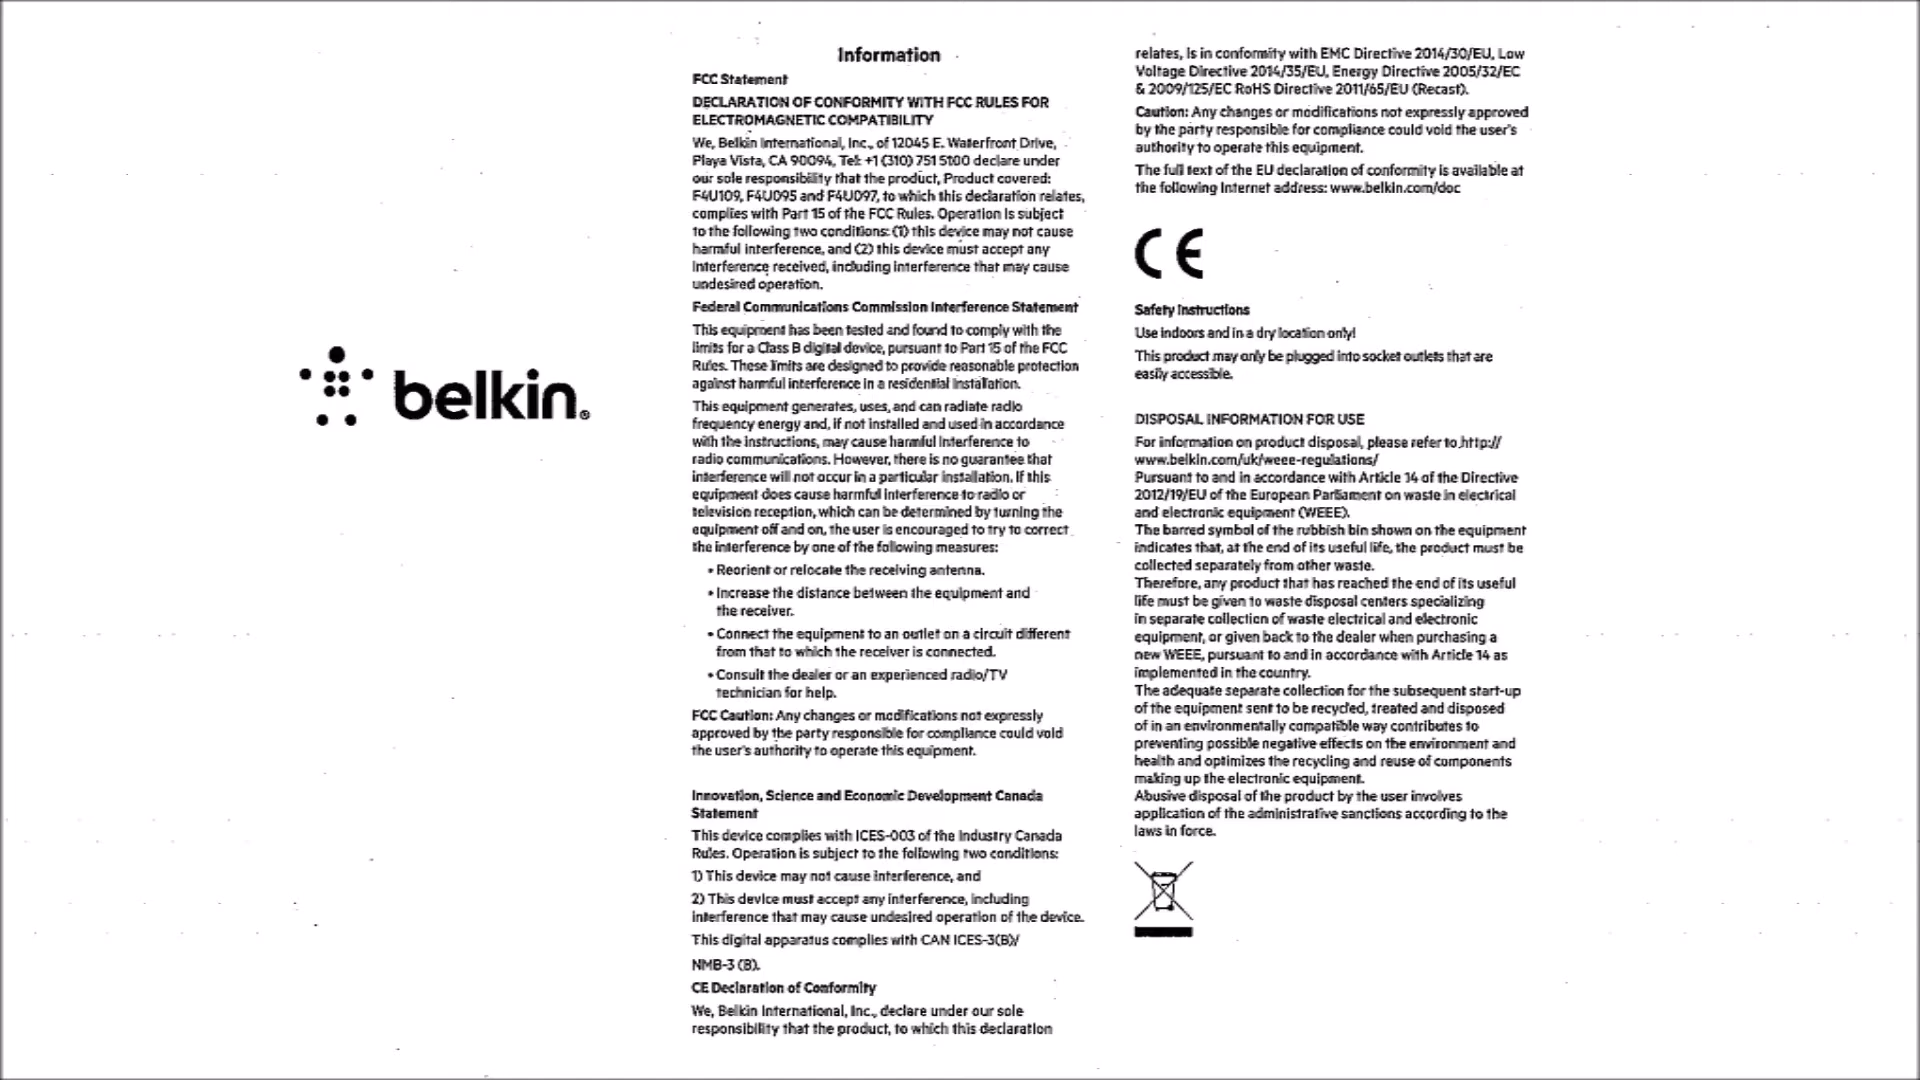 belkin®
Information
FCC Statement
DECLARATION OF CONFORMITY WITH FCC RULES FOR
ELECTROMAGNETIC COMPATIBILITY
We, Belkin International, Inc., of 12045 E. Waterfront Drive,
Playa Vista, CA 90094, Tel: +1 (310) 751 5100 declare under
our sole responsibility that the product, Product covered:
F4U109, F4U095 and F4U097, to which this declaration relates,
complies with Part 15 of the FCC Rules. Operation is subject
to the following two conditions: (1) this device may not cause
harmful interference, and (2) this device must accept any
interference received, including interference that may cause
undesired operation.
Federal Communications Commission Interference Statement
This equipment has been tested and found to comply with the
limits for a Class B digital device, pursuant to Part 15 of the FCC
Rules. These limits are designed to provide reasonable protection
against harmful interference in a residential installation.
This equipment generates, uses, and can radiate radio
frequency energy and, if not installed and used in accordance
with the instructions, may cause harmful interference to
radio communications. However, there is no guarantee that
interference will not occur in a particular installation. If this
equipment does cause harmful interference to radio or
television reception, which can be determined by turning the
equipment off and on, the user is encouraged to try to correct
the interference by one of the following measures:
• Reorient or relocate the receiving antenna.
• Increase the distance between the equipment and
the receiver.
• Connect the equipment to an outlet on a circuit different
from that to which the receiver is connected.
• Consult the dealer or an experienced radio/TV
technician for help.
FCC Caution: Any changes or modifications not expressly
approved by the party responsible for compliance could void
the user's authority to operate this equipment.
Innovation, Science and Economic Development Canada
Statement
This device complies with ICES-003 of the Industry Canada
Rules. Operation is subject to the following two conditions:
1) This device may not cause interference, and
2) This device must accept any interference, including
interference that may cause undesired operation of the device.
This digital apparatus complies with CAN ICES-3(B)/
NMB-3 (B).
CE Declaration of Conformity
We, Belkin International, Inc., declare under our sole
responsibility that the product, to which this declaration
relates, is in conformity with EMC Directive 2014/30/EU, Low
Voltage Directive 2014/35/EU, Energy Directive 2005/32/EC
& 2009/125/EC RoHS Directive 2011/65/EU (Recast).
Caution: Any changes or modifications not expressly approved
by the party responsible for compliance could void the user's
authority to operate this equipment.
The full text of the EU declaration of conformity is available at
the following Internet address: www.belkin.com/doc
CE
Safety Instructions
Use indoors and in a dry location only!
This product may only be plugged into socket outlets that are
easily accessible.
DISPOSAL INFORMATION FOR USE
For information on product disposal, please refer to http://
www.belkin.com/uk/weee-regulations/
Pursuant to and in accordance with Article 14 of the Directive
2012/19/EU of the European Parliament on waste in electrical
and electronic equipment (WEEE).
The barred symbol of the rubbish bin shown on the equipment
indicates that, at the end of its useful life, the product must be
collected separately from other waste.
Therefore, any product that has reached the end of its useful
life must be given to waste disposal centers specializing
in separate collection of waste electrical and electronic
equipment, or given back to the dealer when purchasing a
new WEEE, pursuant to and in accordance with Article 14 as
implemented in the country.
The adequate separate collection for the subsequent start-up
of the equipment sent to be recycled, treated and disposed
of in an environmentally compatible way contributes to
preventing possible negative effects on the environment and
health and optimizes the recycling and reuse of components
making up the electronic equipment.
Abusive disposal of the product by the user involves
application of the administrative sanctions according to the
laws in force.